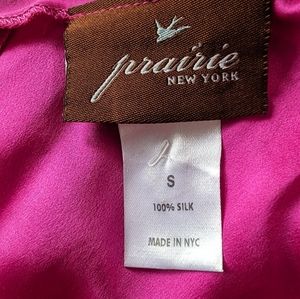 prairie
NEW YORK
S
100% SILK
MADE IN NYC